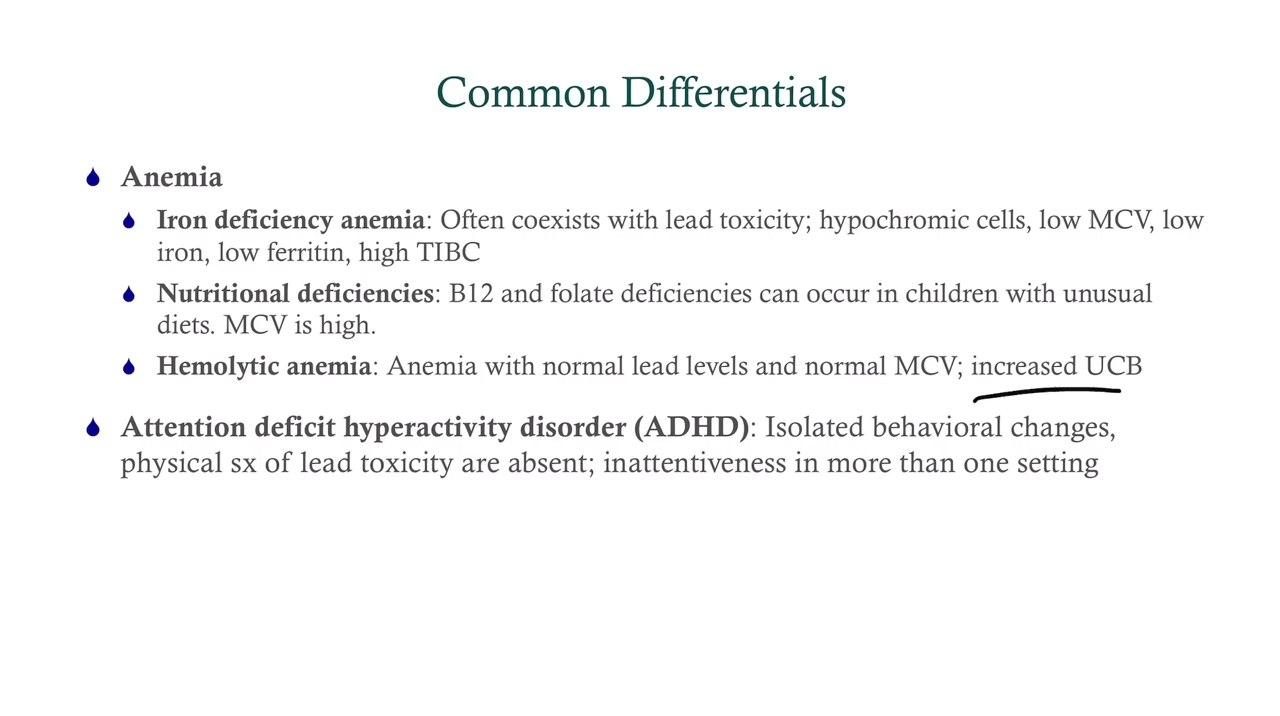 Common Differentials
Anemia
Iron deficiency anemia: Often coexists with lead toxicity; hypochromic cells, low MCV, low
iron, low ferritin, high TIBC
Nutritional deficiencies: B12 and folate deficiencies can occur in children with unusual
diets. MCV is high.
Hemolytic anemia: Anemia with normal lead levels and normal MCV; increased UCB
Attention deficit hyperactivity disorder (ADHD): Isolated behavioral changes,
physical sx of lead toxicity are absent; inattentiveness in more than one setting